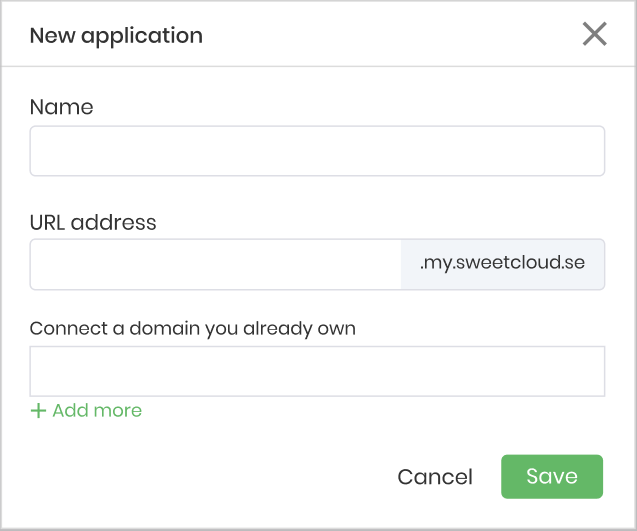 New application
Name
URL address
.my.sweetcloud.se
Connect a domain you already own
+ Add more
Cancel
Save